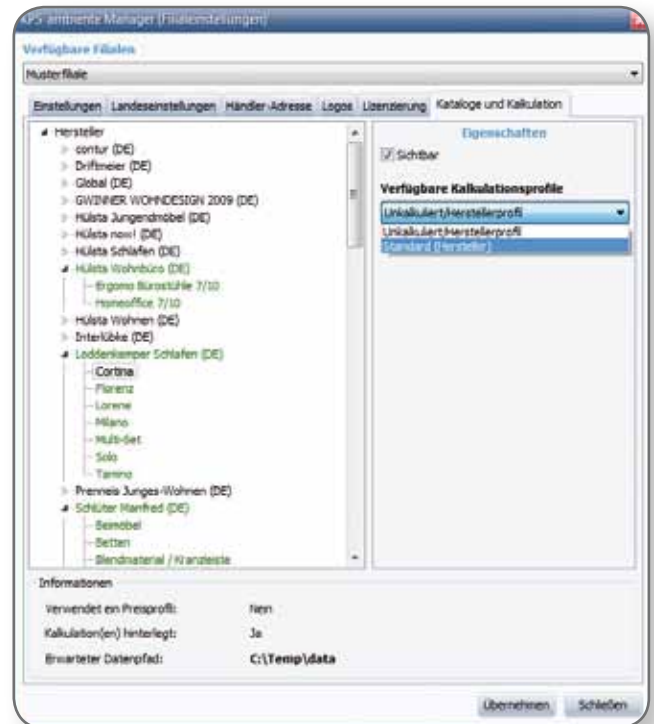 KPS ambiente Manager (Filialeinstellungen)
Verfügbare Filialen
Musterfiliale
Einstellungen Landeseinstellungen Händler-Adresse Logos Lizenzierung Kataloge und Kalkulation
Hersteller
contur (DE)
Driftmeier (DE)
Global (DE)
GWINNER WOHNDESIGN 2009 (DE)
Hülsta Jungendmöbel (DE)
Hülsta now! (DE)
Hülsta Schlafen (DE)
Hülsta Wohnbüro (DE)
Ergomo Bürostühle 7/10
Homeoffice 7/10
Hülsta Wohnen (DE)
Interlübke (DE)
Loddenkemper Schlafen (DE)
Cortina
Florenz
Lorene
Milano
Multi-Set
Solo
Tamino
Prenneis Junges-Wohnen (DE)
Schlüter Manfred (DE)
Beimöbel
Betten
Blendmaterial / Kranzleiste
Eigenschaften
Sichtbar
Verfügbare Kalkulationsprofile
Unkalkuliert/Herstellerprofil
Unkalkuliert/Herstellerprofil
Standard (Hersteller)
Informationen
Verwendet ein Preisprofil: Nein
Kalkulation(en) hinterlegt: Ja
Erwarteter Datenpfad: C:\Temp\data
Übernehmen Schließen